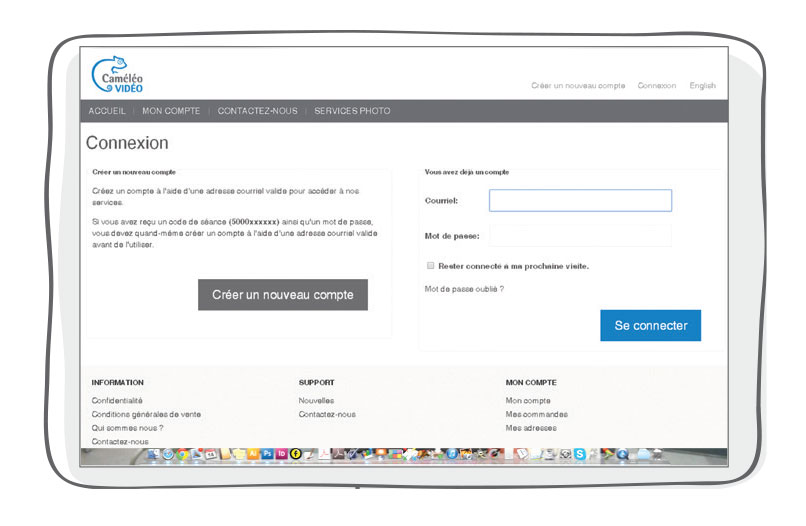 Caméléo
VIDÉO
Créer un nouveau compte Connexion English
ACCUEIL | MON COMPTE | CONTACTEZ-NOUS | SERVICES PHOTO
Connexion
Créer un nouveau compte
Créez un compte à l'aide d'une adresse courriel valide pour accéder à nos
services.
Si vous avez reçu un code de séance (5000xxxxxx) ainsi qu'un mot de passe,
vous devez quand-même créer un compte à l'aide d'une adresse courriel valide
avant de l'utiliser.
Créer un nouveau compte
Vous avez déjà un compte
Courriel:
Mot de passe:
Rester connecté à ma prochaine visite.
Mot de passe oublié ?
Se connecter
INFORMATION
Confidentialité
Conditions générales de vente
Qui sommes nous ?
Contactez-nous
SUPPORT
Nouvelles
Contactez-nous
MON COMPTE
Mon compte
Mes commandes
Mes adresses
Ai Ps Id
S